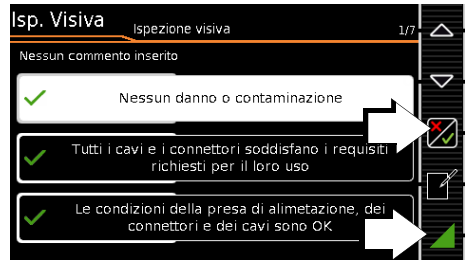 Isp. Visiva
Ispezione visiva
1/7
Nessun commento inserito
Nessun danno o contaminazione
Tutti i cavi e i connettori soddisfano i requisiti
richiesti per il loro uso
Le condizioni della presa di alimetazione, dei
connettori e dei cavi sono OK